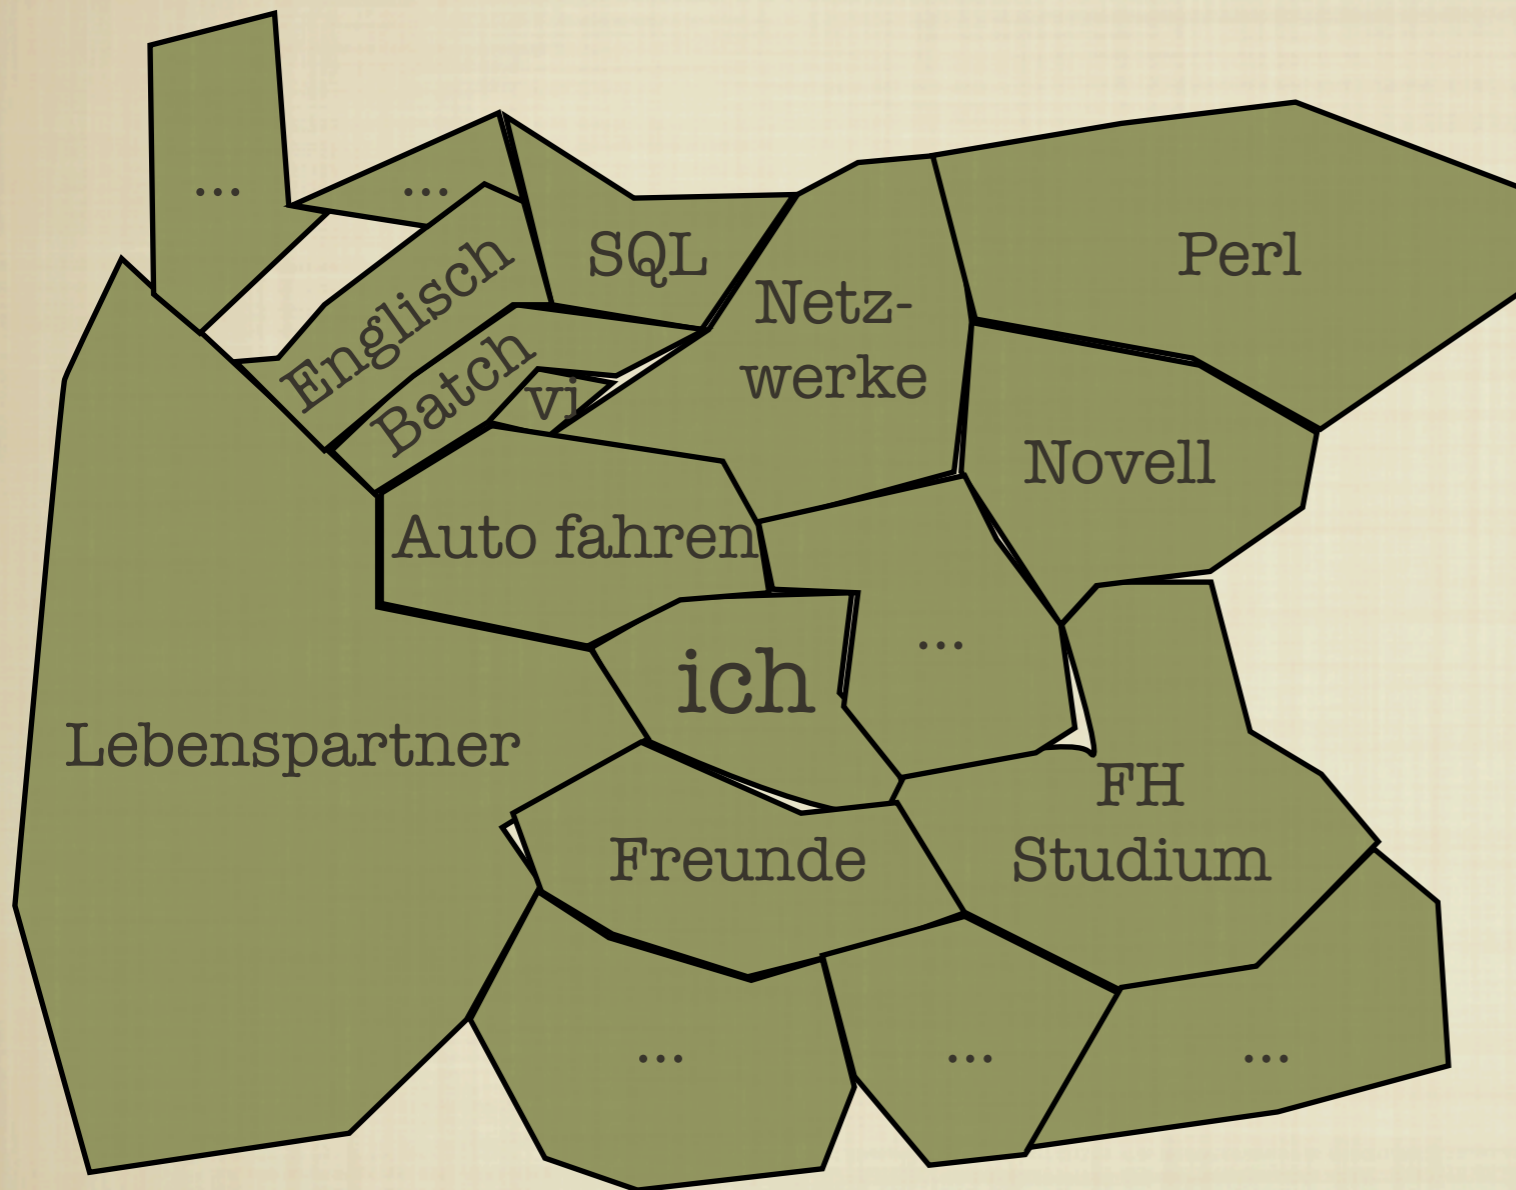 ...
...
SQL
Perl
Englisch
Netz-
werke
Batch
vi
Novell
Auto fahren
...
ich
Lebenspartner
FH
Studium
Freunde
...
...
...